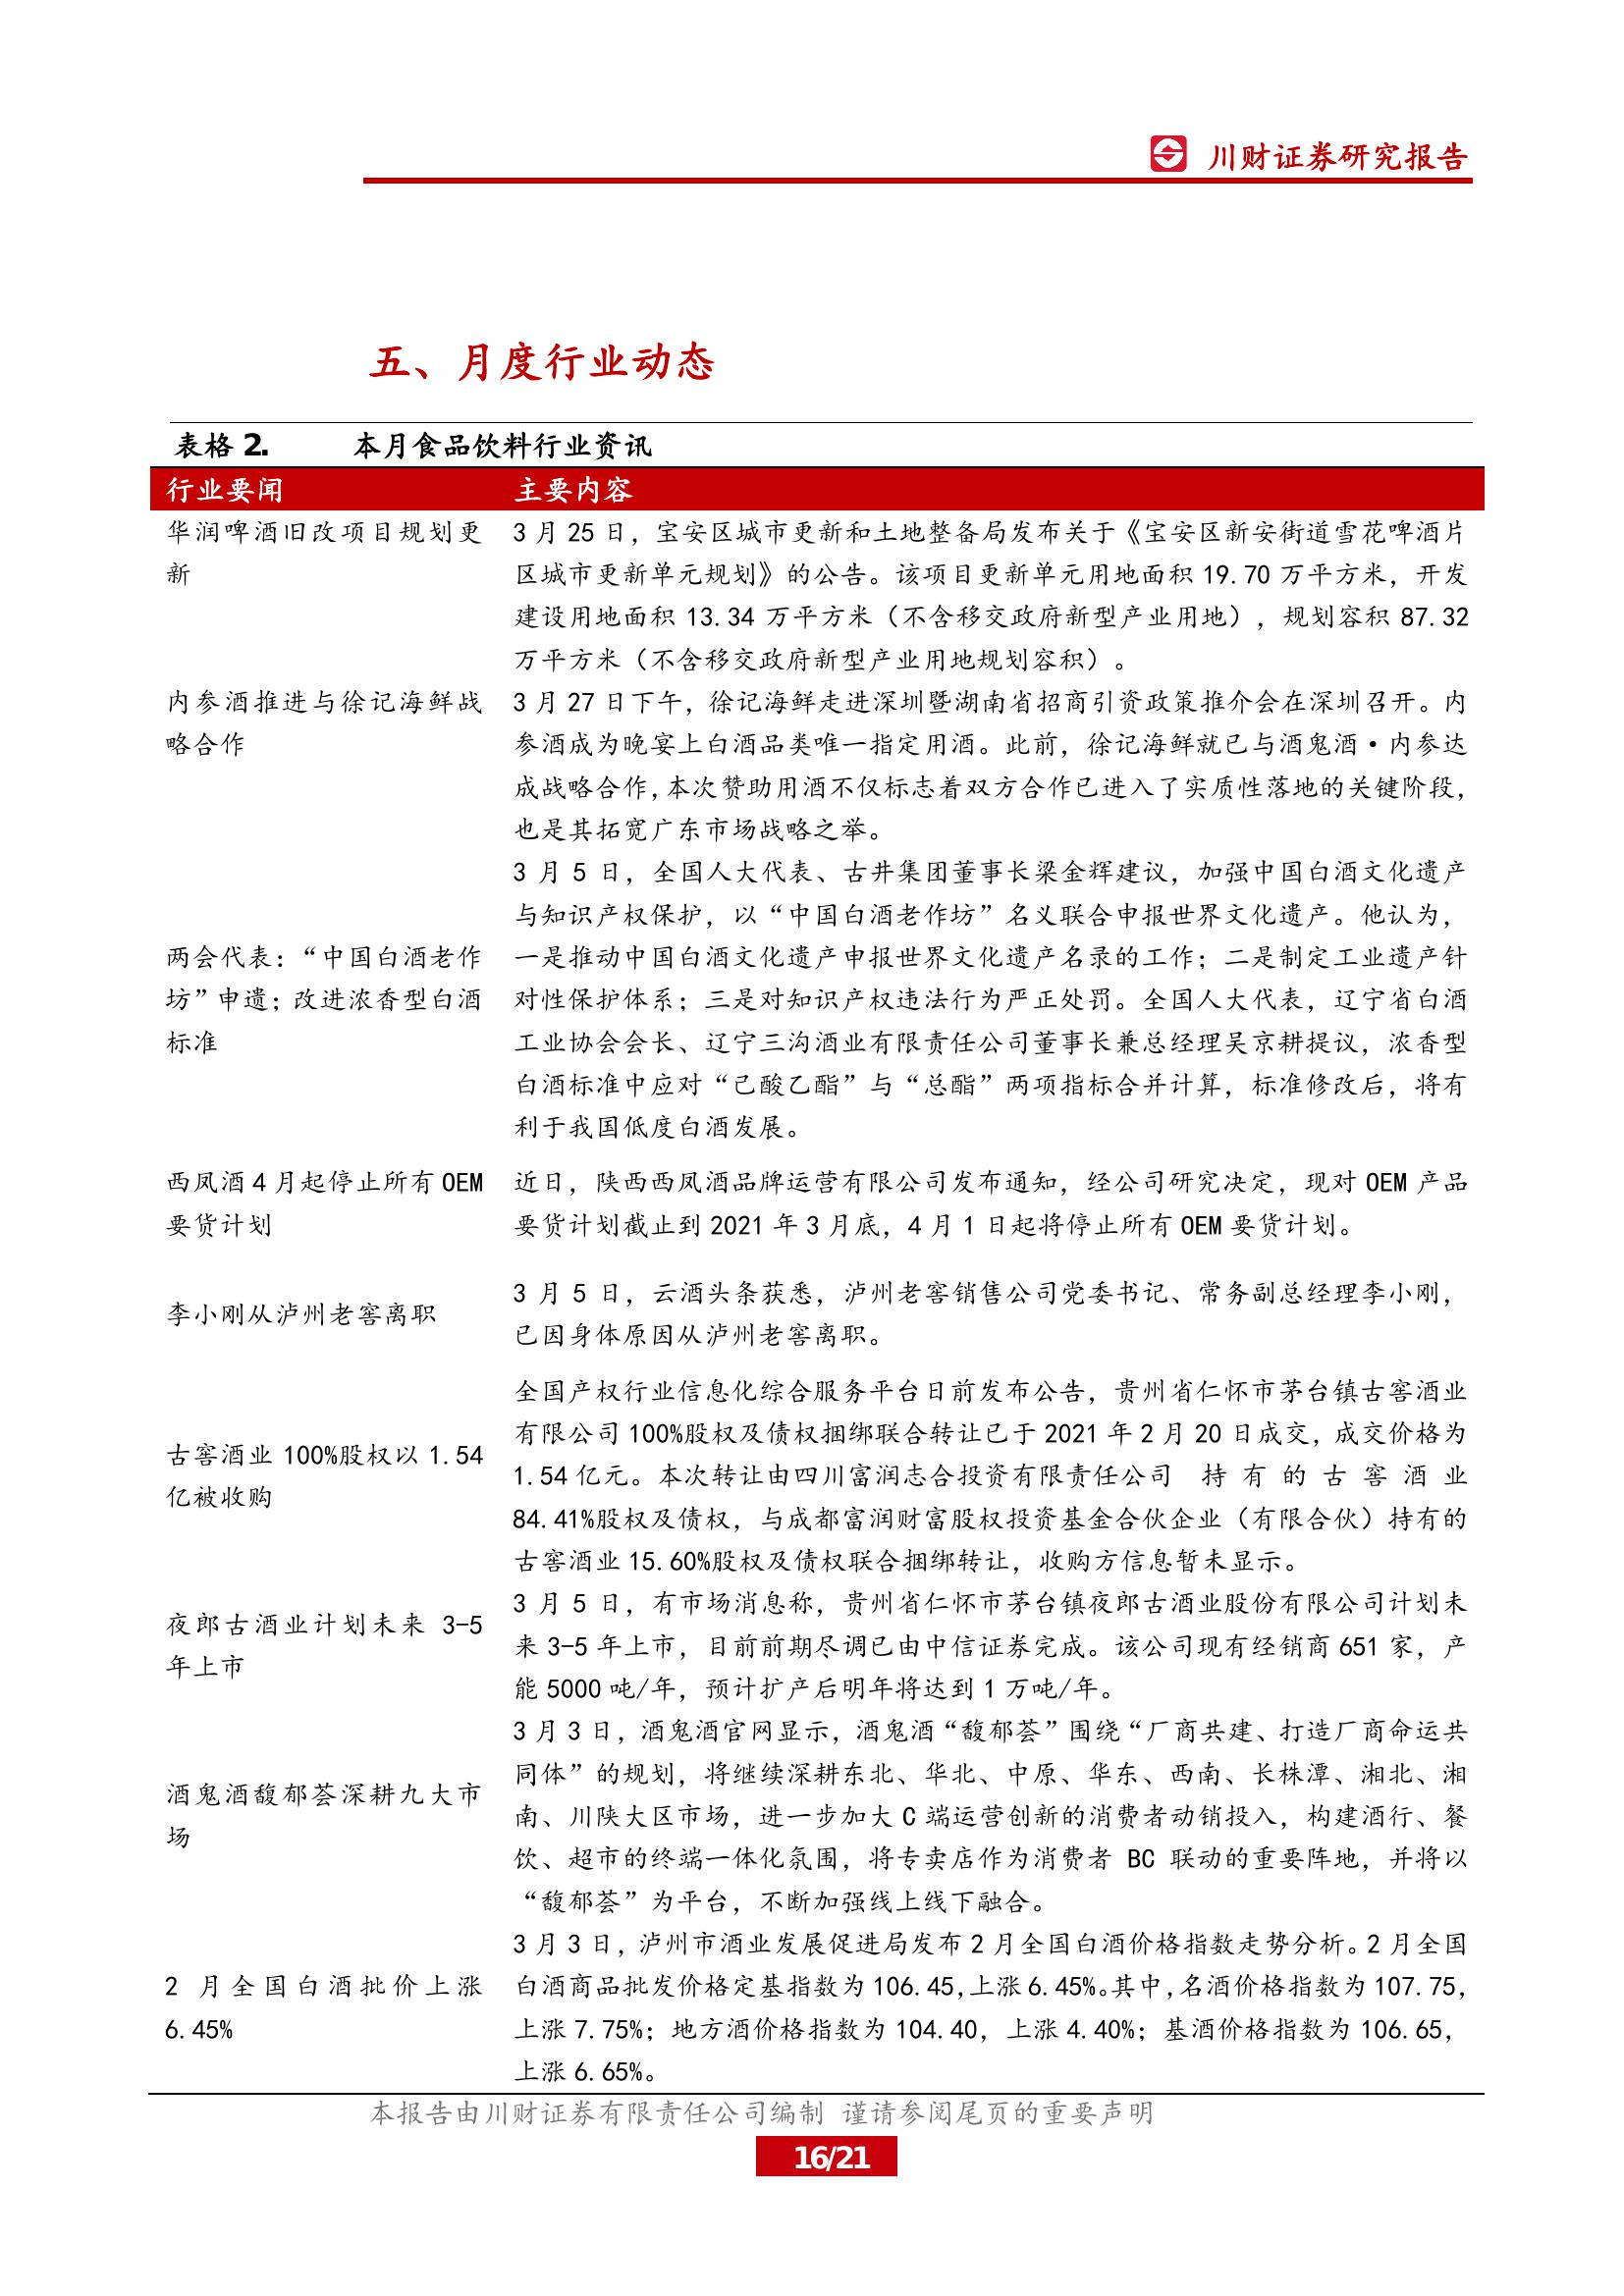 川财证券研究报告
五、月度行业动态
表格 2. 本月食品饮料行业资讯
行业要闻 主要内容
华润啤酒旧改项目规划更
新
3 月 25 日，宝安区城市更新和土地整备局发布关于《宝安区新安街道雪花啤酒片
区城市更新单元规划》的公告。该项目更新单元用地面积 19.70 万平方米，开发
建设用地面积 13.34 万平方米（不含移交政府新型产业用地），规划容积 87.32
万平方米（不含移交政府新型产业用地规划容积）。
内参酒推进与徐记海鲜战
略合作
3 月 27 日下午，徐记海鲜走进深圳暨湖南省招商引资政策推介会在深圳召开。内
参酒成为晚宴上白酒品类唯一指定用酒。此前，徐记海鲜就已与酒鬼酒·内参达
成战略合作，本次赞助用酒不仅标志着双方合作已进入了实质性落地的关键阶段，
也是其拓宽广东市场战略之举。
两会代表：“中国白酒老作
坊”申遗；改进浓香型白酒
标准
3 月 5 日，全国人大代表、古井集团董事长梁金辉建议，加强中国白酒文化遗产
与知识产权保护，以“中国白酒老作坊”名义联合申报世界文化遗产。他认为，
一是推动中国白酒文化遗产申报世界文化遗产名录的工作；二是制定工业遗产针
对性保护体系；三是对知识产权违法行为严正处罚。全国人大代表，辽宁省白酒
工业协会会长、辽宁三沟酒业有限责任公司董事长兼总经理吴京耕提议，浓香型
白酒标准中应对“己酸乙酯”与“总酯”两项指标合并计算，标准修改后，将有
利于我国低度白酒发展。
西凤酒 4 月起停止所有 OEM
要货计划
近日，陕西西凤酒品牌运营有限公司发布通知，经公司研究决定，现对 OEM 产品
要货计划截止到 2021 年 3 月底，4 月 1 日起将停止所有 OEM 要货计划。
李小刚从泸州老窖离职
3 月 5 日，云酒头条获悉，泸州老窖销售公司党委书记、常务副总经理李小刚，
已因身体原因从泸州老窖离职。
古窖酒业 100%股权以 1.54
亿被收购
全国产权行业信息化综合服务平台日前发布公告，贵州省仁怀市茅台镇古窖酒业
有限公司 100%股权及债权捆绑联合转让已于 2021 年 2 月 20 日成交，成交价格为
1.54 亿元。本次转让由四川富润志合投资有限责任公司 持有的古窖酒业
84.41%股权及债权，与成都富润财富股权投资基金合伙企业（有限合伙）持有的
古窖酒业 15.60%股权及债权联合捆绑转让，收购方信息暂未显示。
夜郎古酒业计划未来 3-5
年上市
3 月 5 日，有市场消息称，贵州省仁怀市茅台镇夜郎古酒业股份有限公司计划未
来 3-5 年上市，目前前期尽调已由中信证券完成。该公司现有经销商 651 家，产
能 5000 吨/年，预计扩产后明年将达到 1 万吨/年。
酒鬼酒馥郁荟深耕九大市
场
3 月 3 日，酒鬼酒官网显示，酒鬼酒“馥郁荟”围绕“厂商共建、打造厂商命运共
同体”的规划，将继续深耕东北、华北、中原、华东、西南、长株潭、湘北、湘
南、川陕大区市场，进一步加大 C 端运营创新的消费者动销投入，构建酒行、餐
饮、超市的终端一体化氛围，将专卖店作为消费者 BC 联动的重要阵地，并将以
“馥郁荟”为平台，不断加强线上线下融合。
2 月全国白酒批价上涨
6.45%
3 月 3 日，泸州市酒业发展促进局发布 2 月全国白酒价格指数走势分析。2 月全国
白酒商品批发价格定基指数为 106.45，上涨 6.45%。其中，名酒价格指数为 107.75，
上涨 7.75%；地方酒价格指数为 104.40，上涨 4.40%；基酒价格指数为 106.65，
上涨 6.65%。
本报告由川财证券有限责任公司编制 谨请参阅尾页的重要声明
16/21